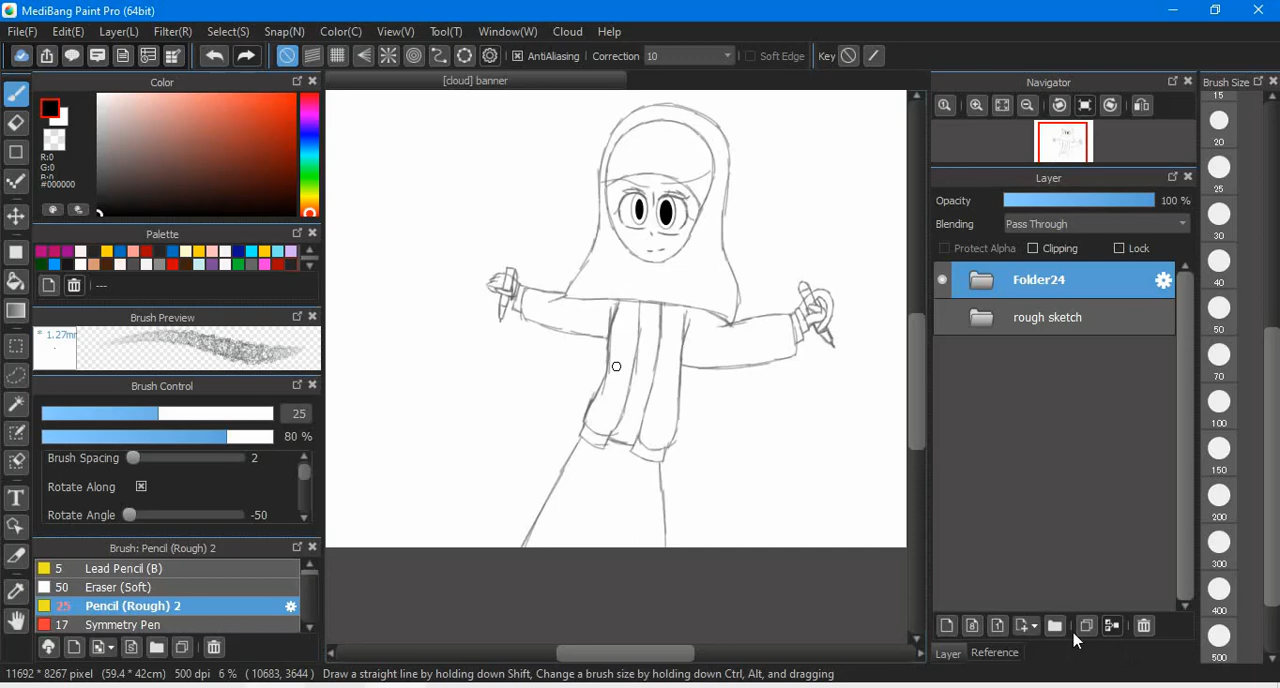 MediBang Paint Pro (64bit)
File(F) Edit(E) Layer(L) Filter(R) Select(S) Snap(N) Color(C) View(V) Tool(T) Window(W) Cloud Help
AntiAliasing Correction 10 Soft Edge Key
Color
[cloud] banner
Navigator
Brush Size
R:0
G:0
B:0
#000000
Palette
---
Brush Preview
* 1.27mm
Brush Control
25
80 %
Brush Spacing 2
Rotate Along
Rotate Angle -50
Brush: Pencil (Rough) 2
5 Lead Pencil (B)
50 Eraser (Soft)
25 Pencil (Rough) 2
17 Symmetry Pen
Layer
Opacity 100 %
Blending Pass Through
Protect Alpha Clipping Lock
Folder24
rough sketch
Layer Reference
15
20
25
30
40
50
70
100
150
200
300
400
500
11692 * 8267 pixel (59.4 * 42cm) 500 dpi 6 % ( 10683, 3644 ) Draw a straight line by holding down Shift, Change a brush size by holding down Ctrl, Alt, and dragging